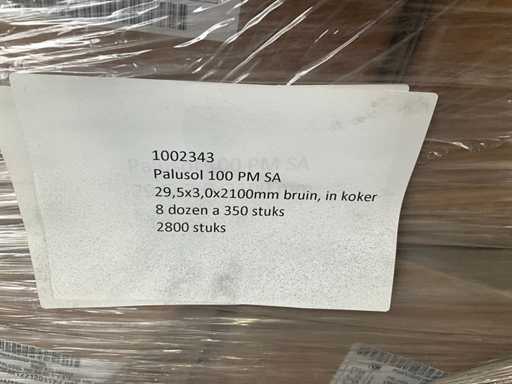 1002343
Palusol 100 PM SA
29,5x3,0x2100mm bruin, in koker
8 dozen a 350 stuks
2800 stuks